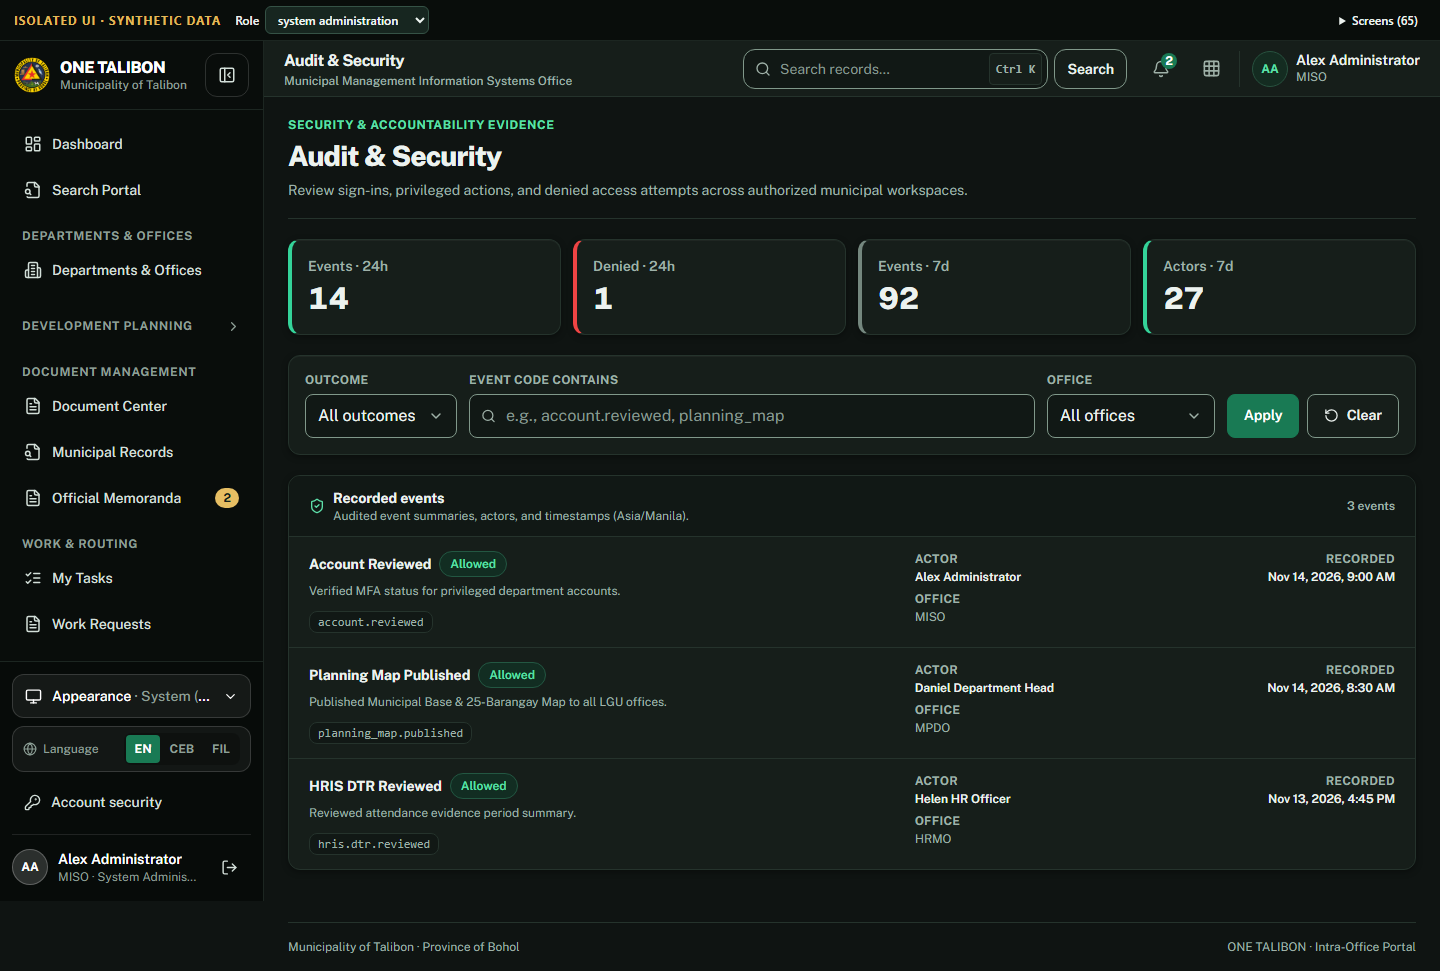 ISOLATED UI · SYNTHETIC DATA Role system administration
Screens (65)
ONE TALIBON
Municipality of Talibon
Audit & Security
Municipal Management Information Systems Office
Search records... Ctrl K Search
2
AA
Alex Administrator
MISO
Dashboard
Search Portal
DEPARTMENTS & OFFICES
Departments & Offices
DEVELOPMENT PLANNING
DOCUMENT MANAGEMENT
Document Center
Municipal Records
Official Memoranda 2
WORK & ROUTING
My Tasks
Work Requests
Appearance · System (...
Language EN CEB FIL
Account security
AA
Alex Administrator
MISO · System Adminis...
SECURITY & ACCOUNTABILITY EVIDENCE
Audit & Security
Review sign-ins, privileged actions, and denied access attempts across authorized municipal workspaces.
Events · 24h
14
Denied · 24h
1
Events · 7d
92
Actors · 7d
27
OUTCOME
All outcomes
EVENT CODE CONTAINS
e.g., account.reviewed, planning_map
OFFICE
All offices
Apply
Clear
Recorded events
Audited event summaries, actors, and timestamps (Asia/Manila).
3 events
Account Reviewed Allowed
Verified MFA status for privileged department accounts.
account.reviewed
ACTOR
Alex Administrator
OFFICE
MISO
RECORDED
Nov 14, 2026, 9:00 AM
Planning Map Published Allowed
Published Municipal Base & 25-Barangay Map to all LGU offices.
planning_map.published
ACTOR
Daniel Department Head
OFFICE
MPDO
RECORDED
Nov 14, 2026, 8:30 AM
HRIS DTR Reviewed Allowed
Reviewed attendance evidence period summary.
hris.dtr.reviewed
ACTOR
Helen HR Officer
OFFICE
HRMO
RECORDED
Nov 13, 2026, 4:45 PM
Municipality of Talibon · Province of Bohol
ONE TALIBON · Intra-Office Portal